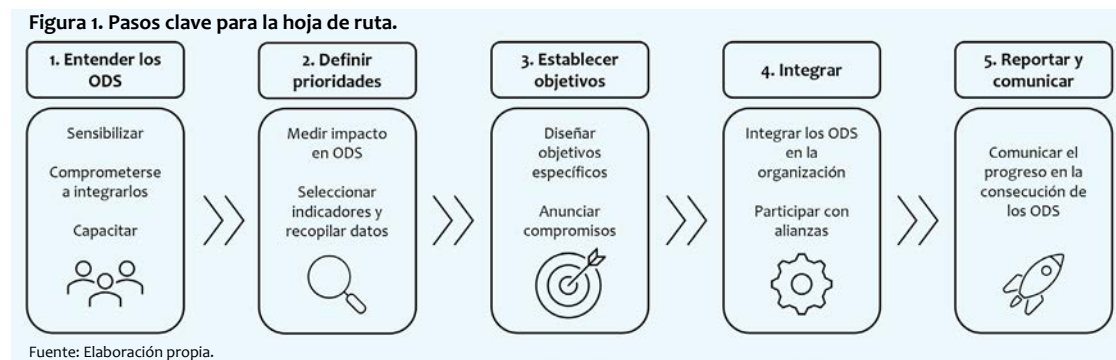 Figura 1. Pasos clave para la hoja de ruta.
1. Entender los
ODS
Sensibilizar
Comprometerse
a integrarlos
Capacitar
2. Definir
prioridades
Medir impacto
en ODS
Seleccionar
indicadores y
recopilar datos
3. Establecer
objetivos
Diseñar
objetivos
específicos
Anunciar
compromisos
4. Integrar
Integrar los ODS
en la
organización
Participar con
alianzas
5. Reportar y
comunicar
Comunicar el
progreso en la
consecución de
los ODS
Fuente: Elaboración propia.